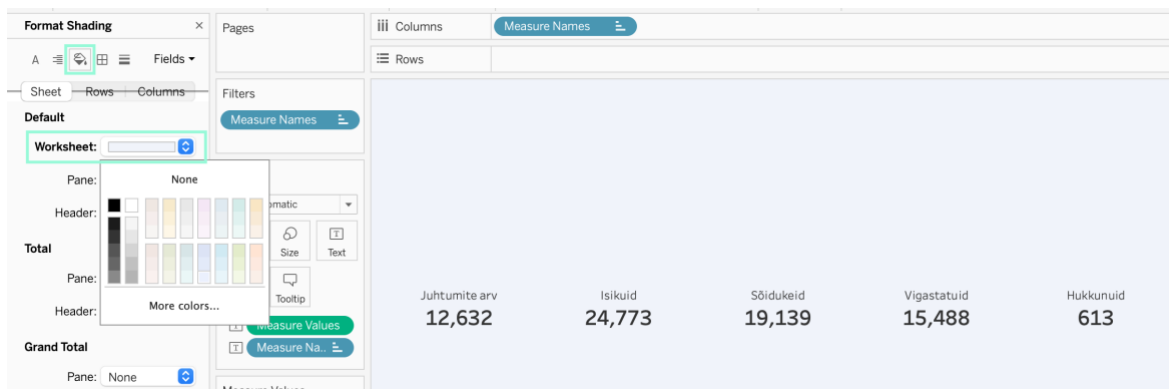 Format Shading ×
A Fields
Sheet Rows Columns
Default
Worksheet:
None
Pane:
Header:
Total
Pane:
Header:
More colors...
Grand Total
Pane: None
Pages
Filters
Measure Names
Size
T Text
Tooltip
T Measure Values
T Measure Na..
Columns Measure Names
Rows
Juhtumite arv
12,632
Isikuid
24,773
Sõidukeid
19,139
Vigastatuid
15,488
Hukkunuid
613